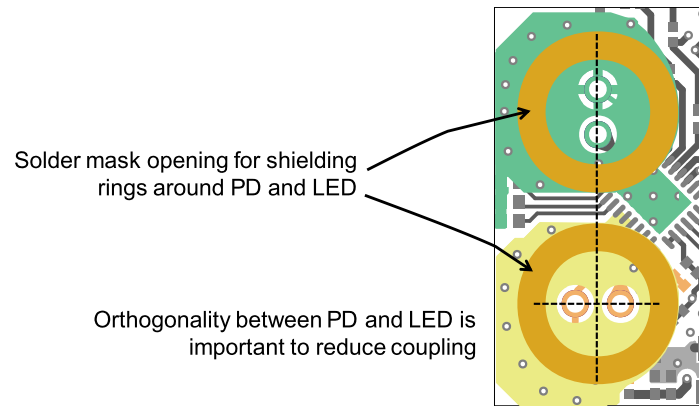 Solder mask opening for shielding
rings around PD and LED
Orthogonality between PD and LED is
important to reduce coupling